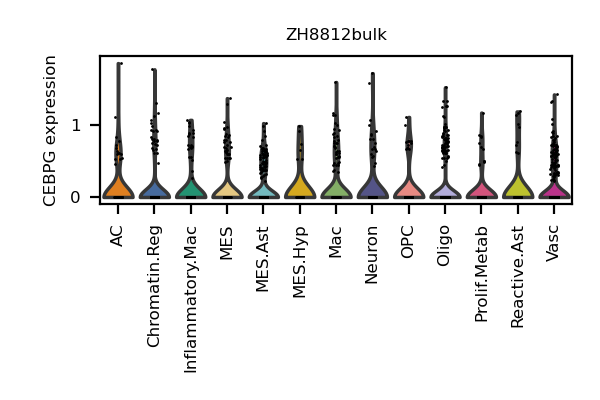 ZH8812bulk
CEBPG expression
1
0
AC
Chromatin.Reg
Inflammatory.Mac
MES
MES.Ast
MES.Hyp
Mac
Neuron
OPC
Oligo
Prolif.Metab
Reactive.Ast
Vasc